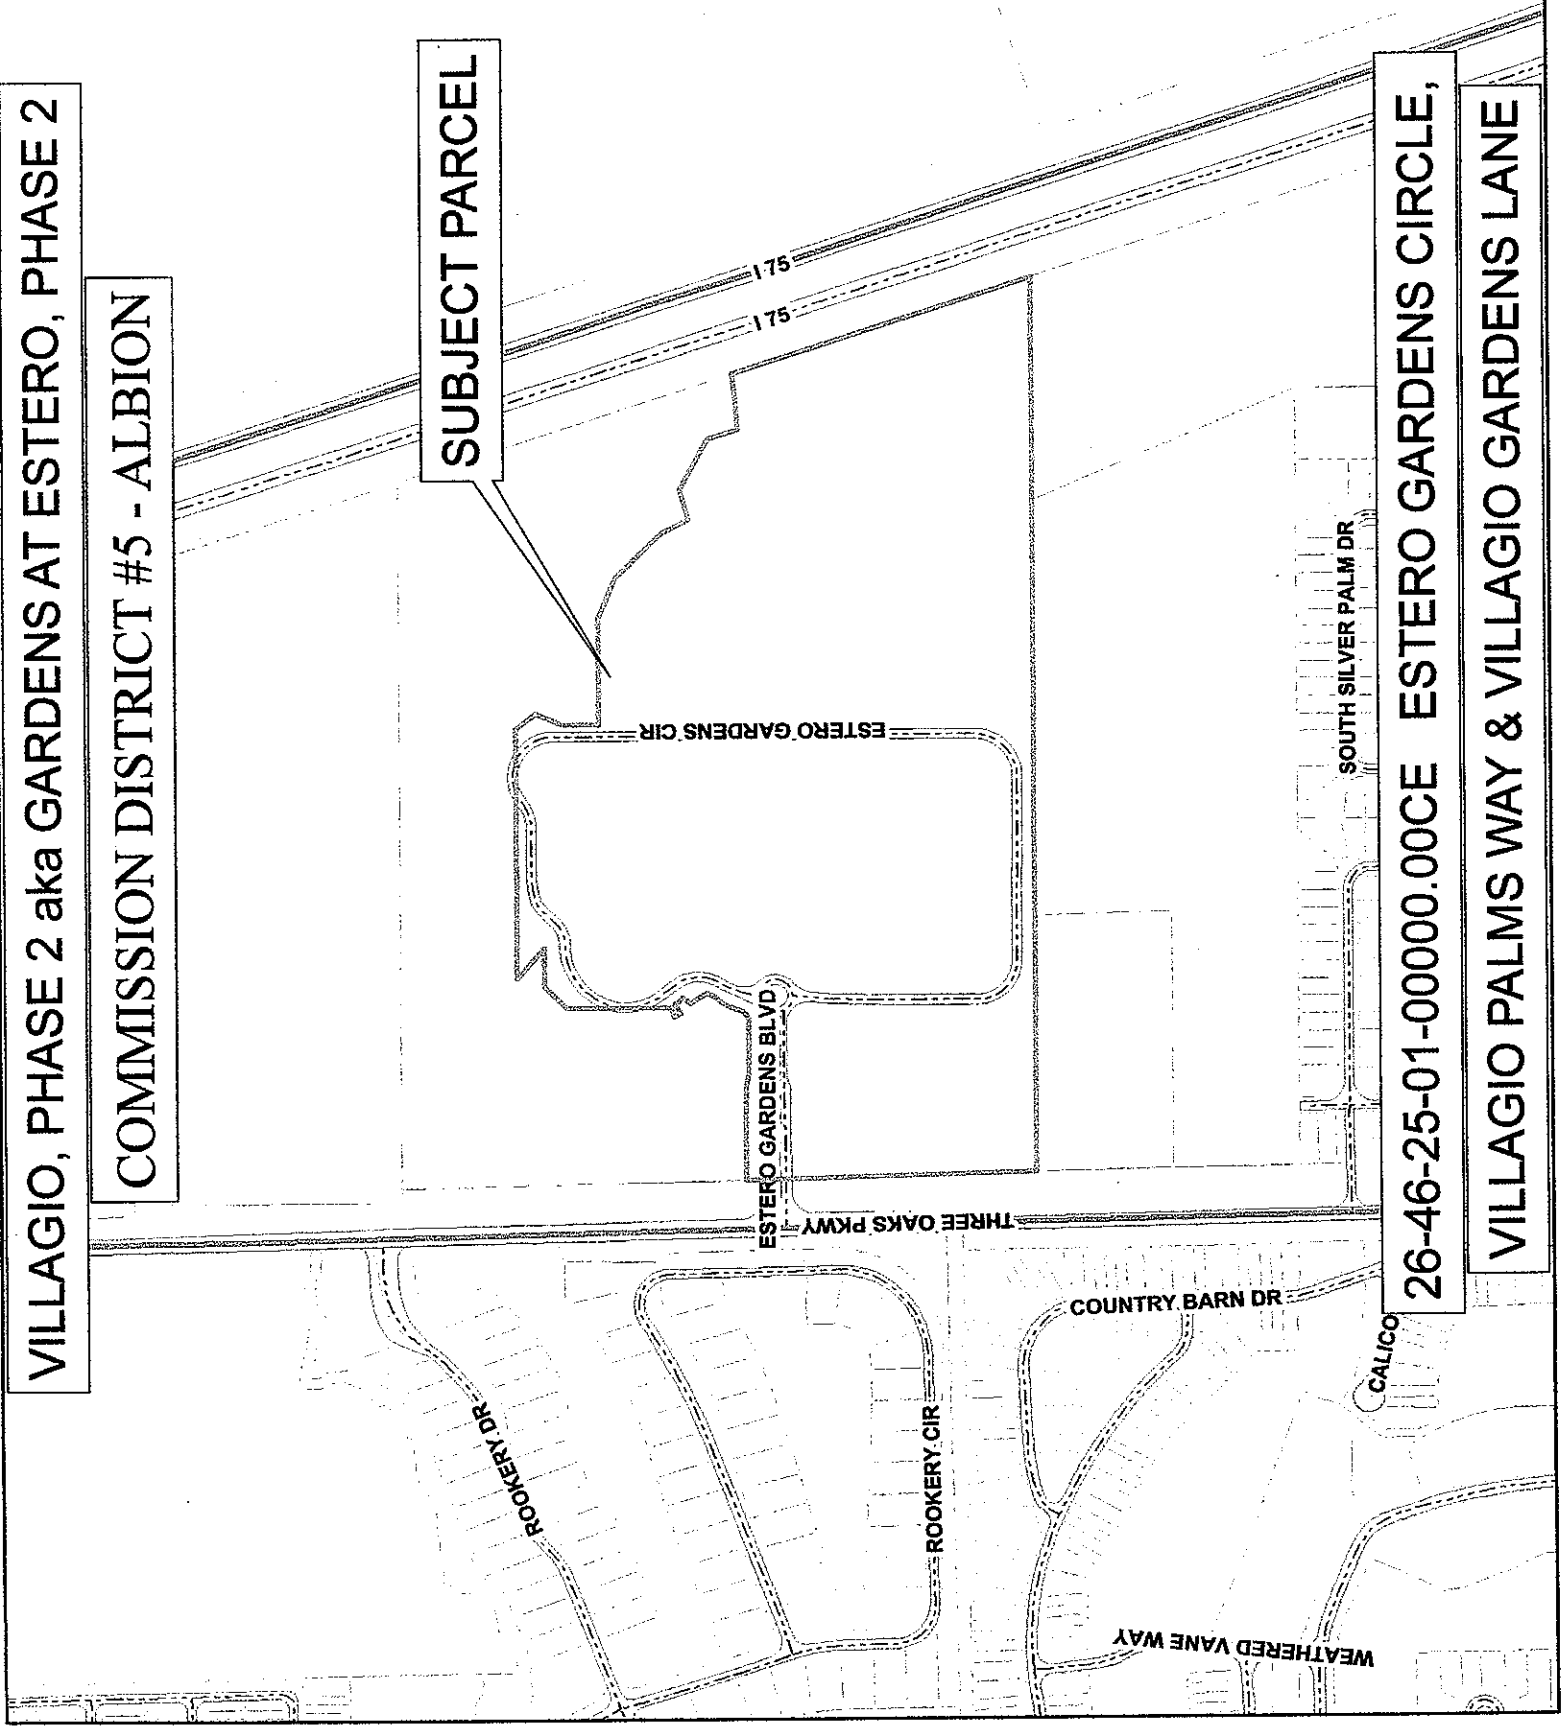 VILLAGIO, PHASE 2 aka GARDENS AT ESTERO, PHASE 2
COMMISSION DISTRICT #5 - ALBION
SUBJECT PARCEL
I 75
I 75
ESTERO GARDENS CIR
ESTERO GARDENS BLVD
THREE OAKS PKWY
ROOKERY DR
ROOKERY CIR
COUNTRY BARN DR
SOUTH SILVER PALM DR
CALICO
WEATHERED VANE WAY
26-46-25-01-00000.00CE ESTERO GARDENS CIRCLE,
VILLAGIO PALMS WAY & VILLAGIO GARDENS LANE